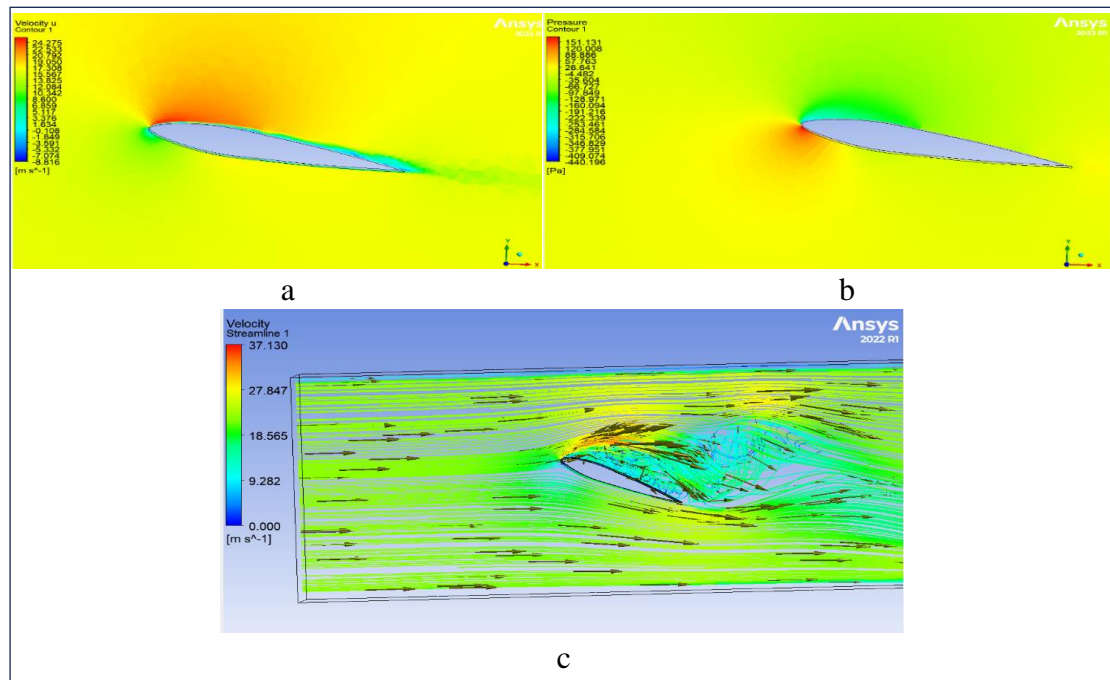 Velocity u
Contour 1
24.275
22.533
20.792
19.050
17.308
15.567
13.825
12.084
10.342
8.600
6.859
5.117
3.376
1.634
-0.108
-1.849
-3.591
-5.332
-7.074
-8.816
[m s^-1]
Ansys
2022 R1
Y
X
a
Pressure
Contour 1
151.131
120.008
88.886
57.763
26.641
-4.482
-35.604
-66.727
-97.849
-128.971
-160.094
-191.216
-222.339
-253.461
-284.584
-315.706
-346.829
-377.951
-409.074
-440.196
[Pa]
Ansys
2022 R1
Y
X
b
Velocity
Streamline 1
37.130
27.847
18.565
9.282
0.000
[m s^-1]
Ansys
2022 R1
c